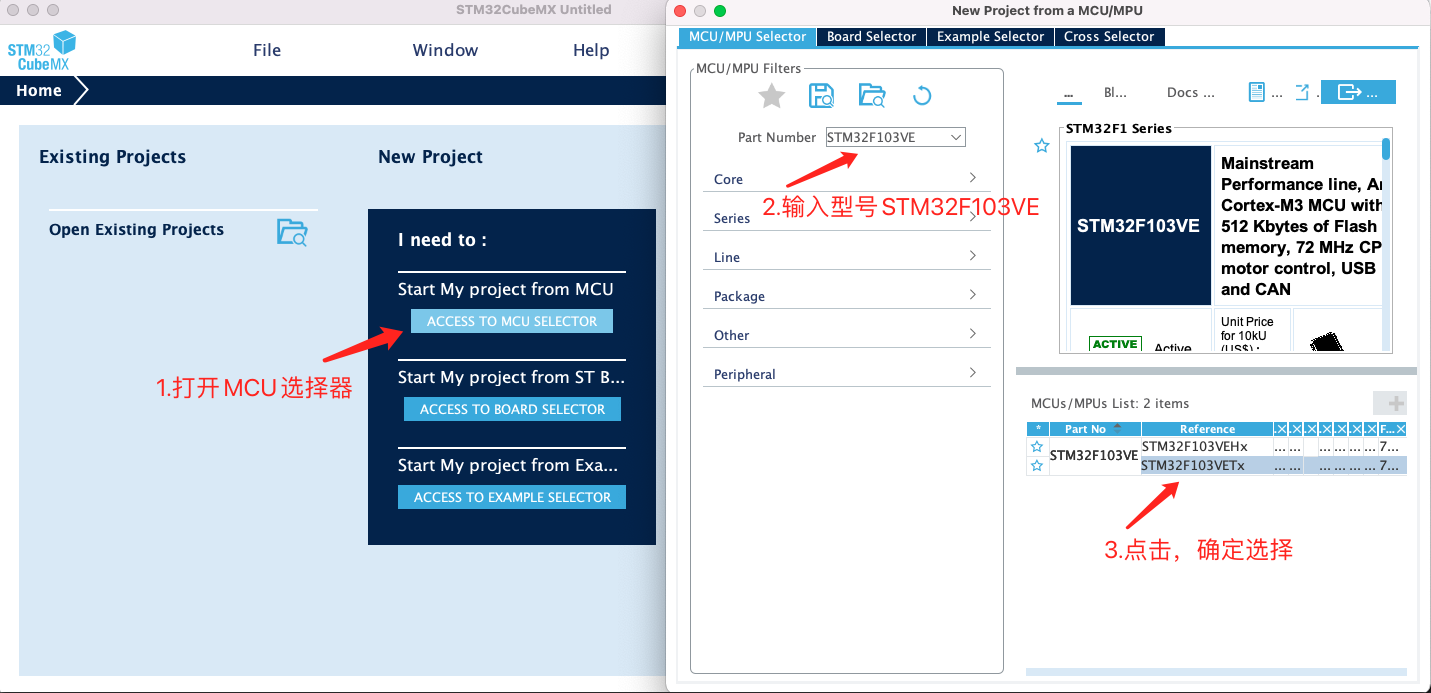 STM32CubeMX Untitled
STM32
CubeMX
File
Window
Help
Home
Existing Projects
Open Existing Projects
New Project
I need to :
Start My project from MCU
ACCESS TO MCU SELECTOR
1.打开MCU选择器
Start My project from ST B...
ACCESS TO BOARD SELECTOR
Start My project from Exa...
ACCESS TO EXAMPLE SELECTOR
New Project from a MCU/MPU
MCU/MPU Selector
Board Selector
Example Selector
Cross Selector
MCU/MPU Filters
Part Number
STM32F103VE
2.输入型号STM32F103VE
Core
Series
Line
Package
Other
Peripheral
...
Bl...
Docs ...
...
.
...
STM32F1 Series
STM32F103VE
Mainstream
Performance line, Ar
Cortex-M3 MCU with
512 Kbytes of Flash
memory, 72 MHz CP
motor control, USB
and CAN
ACTIVE
Active
Unit Price
for 10kU
(US$) :
MCUs/MPUs List: 2 items
* Part No Reference .X .X .X .X .X .X .X F...X
STM32F103VE
STM32F103VEHx ... ... ... ... ... ... 7...
STM32F103VETx ... ... ... ... ... ... 7...
3.点击，确定选择